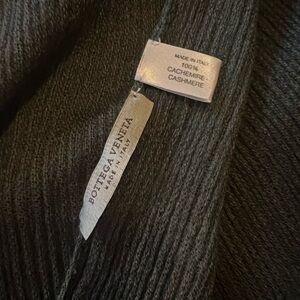 MADE IN ITALY
100%
CACHEMIRE -
CASHMERE
BOTTEGA VENETA
MADE IN ITALY